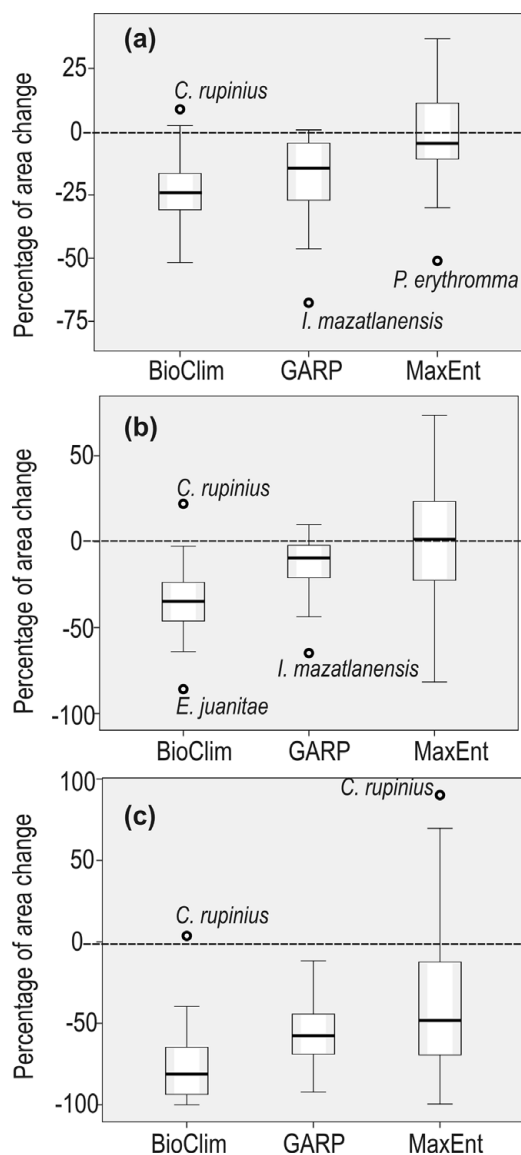 (a)
Percentage of area change
25
0
-25
-50
-75
C. rupinius
I. mazatlanensis
P. erythromma
BioClim GARP MaxEnt
(b)
Percentage of area change
50
0
-50
-100
C. rupinius
E. juanitae
I. mazatlanensis
BioClim GARP MaxEnt
(c)
Percentage of area change
100
50
0
-50
-100
C. rupinius
C. rupinius
BioClim GARP MaxEnt